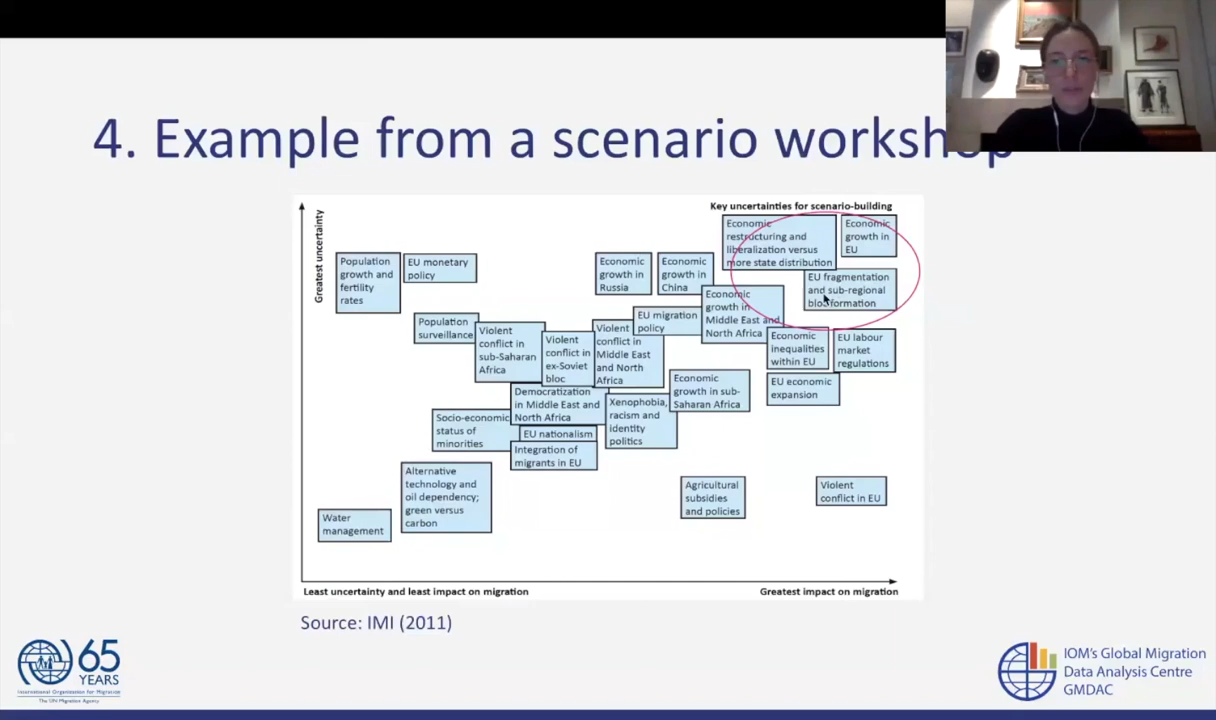 4. Example from a scenario workshop
Key uncertainties for scenario-building
Greatest uncertainty
Economic
restructuring and
liberalization versus
more state distribution
Economic
growth in
EU
Population
growth and
fertility
rates
EU monetary
policy
Economic
growth in
Russia
Economic
growth in
China
EU fragmentation
and sub-regional
bloc formation
Economic
growth in
Middle East and
North Africa
EU migration
policy
Population
surveillance
Violent
conflict in
sub-Saharan
Africa
Violent
conflict in
ex-Soviet
bloc
Violent
conflict in
Middle East
and North
Africa
Economic
inequalities
within EU
EU labour
market
regulations
Economic
growth in sub-
Saharan Africa
EU economic
expansion
Democratization
in Middle East and
North Africa
Xenophobia,
racism and
identity
politics
Socio-economic
status of
minorities
EU nationalism
Integration of
migrants in EU
Alternative
technology and
oil dependency;
green versus
carbon
Agricultural
subsidies
and policies
Violent
conflict in EU
Water
management
Least uncertainty and least impact on migration
Greatest impact on migration
Source: IMI (2011)
65
YEARS
International Organization for Migration
The UN Migration Agency
IOM's Global Migration
Data Analysis Centre
GMDAC